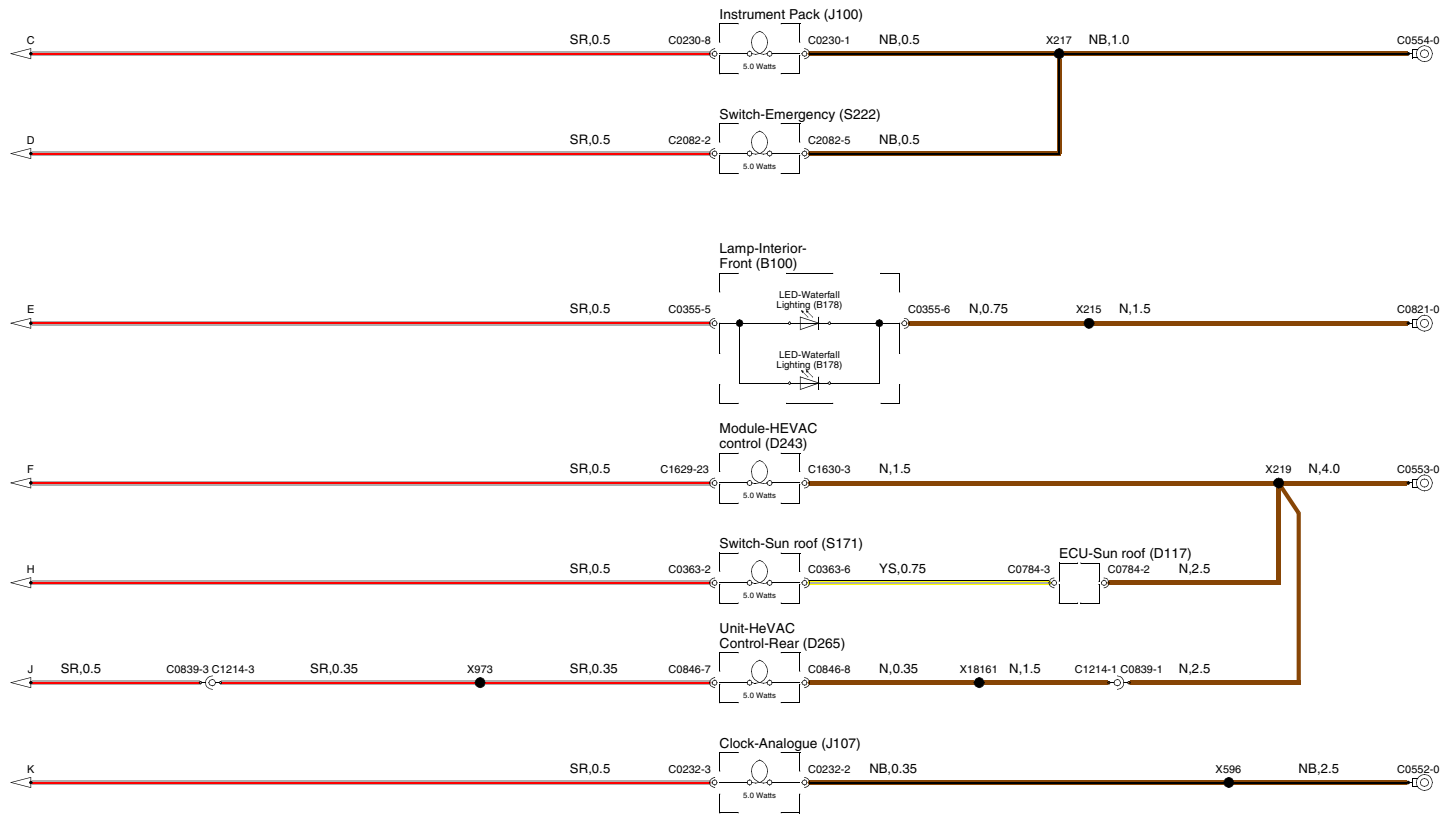 Instrument Pack (J100)
C SR,0.5 C0230-8 C0230-1 NB,0.5 X217 NB,1.0 C0554-0
5.0 Watts
Switch-Emergency (S222)
D SR,0.5 C2082-2 C2082-5 NB,0.5
5.0 Watts
Lamp-Interior-
Front (B100)
LED-Waterfall
Lighting (B178)
E SR,0.5 C0355-5 C0355-6 N,0.75 X215 N,1.5 C0821-0
LED-Waterfall
Lighting (B178)
Module-HEVAC
control (D243)
F SR,0.5 C1629-23 C1630-3 N,1.5 X219 N,4.0 C0553-0
5.0 Watts
Switch-Sun roof (S171)
ECU-Sun roof (D117)
H SR,0.5 C0363-2 C0363-6 YS,0.75 C0784-3 C0784-2 N,2.5
5.0 Watts
Unit-HeVAC
Control-Rear (D265)
J SR,0.5 C0839-3 C1214-3 SR,0.35 X973 SR,0.35 C0846-7 C0846-8 N,0.35 X18161 N,1.5 C1214-1 C0839-1 N,2.5
5.0 Watts
Clock-Analogue (J107)
K SR,0.5 C0232-3 C0232-2 NB,0.35 X596 NB,2.5 C0552-0
5.0 Watts